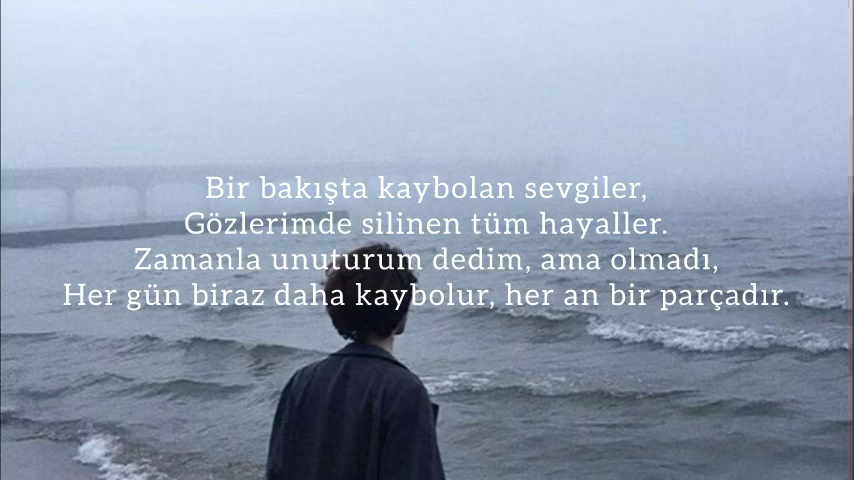 Bir bakışta kaybolan sevgiler,
Gözlerimde silinen tüm hayaller.
Zamanla unuturum dedim, ama olmadı,
Her gün biraz daha kaybolur, her an bir parçadır.